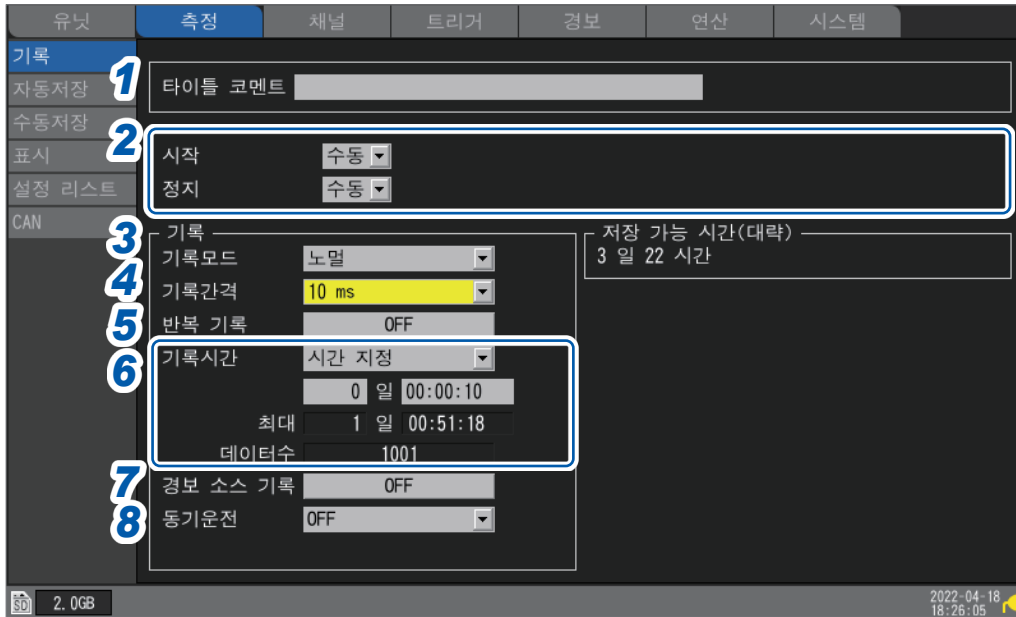 유닛 측정 채널 트리거 경보 연산 시스템
기록
자동저장
수동저장
표시
설정 리스트
CAN
1 타이틀 코멘트
2
시작 수동
정지 수동
3 기록
기록모드 노멀
4 기록간격 10 ms
5 반복 기록 OFF
6 기록시간 시간 지정
0 일 00:00:10
최대 1 일 00:51:18
데이터수 1001
7 경보 소스 기록 OFF
8 동기운전 OFF
저장 가능 시간(대략)
3 일 22 시간
SD 2.0GB
2022-04-18
18:26:05